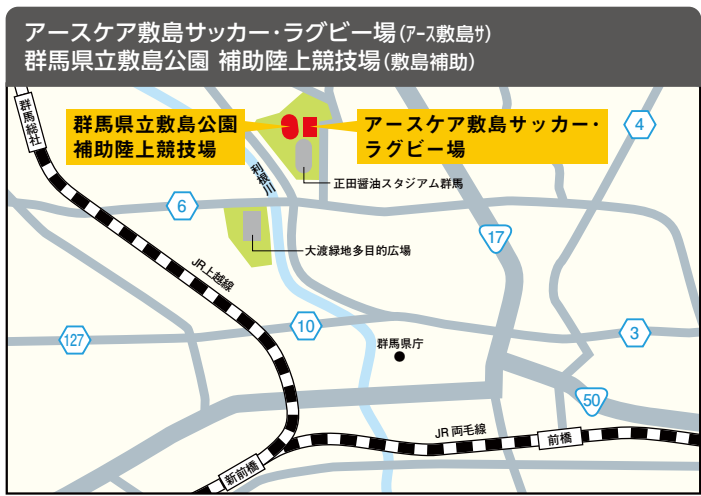 アースケア敷島サッカー・ラグビー場(ｱｰｽ敷島ｻ)
群馬県立敷島公園 補助陸上競技場(敷島補助)
群馬総社
群馬県立敷島公園
補助陸上競技場
アースケア敷島サッカー・
ラグビー場
4
利根川
正田醤油スタジアム群馬
6
17
大渡緑地多目的広場
JR上越線
10
127
3
群馬県庁
50
JR両毛線
前橋
新前橋